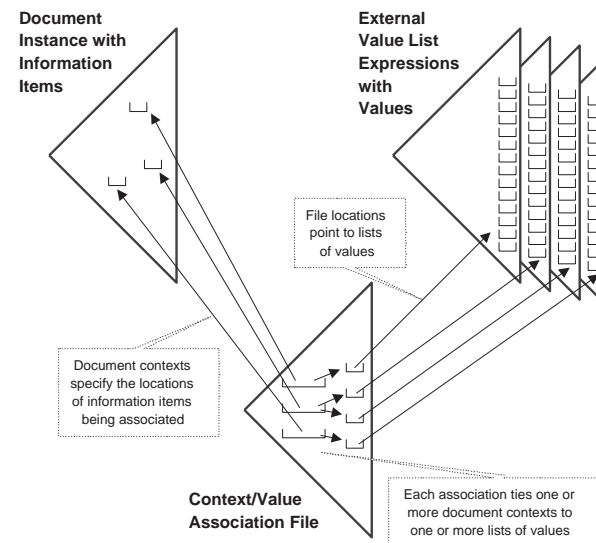 Document
Instance with
Information
Items
External
Value List
Expressions
with
Values
File locations
point to lists
of values
Document contexts
specify the locations
of information items
being associated
Context/Value
Association File
Each association ties one or
more document contexts to
one or more lists of values